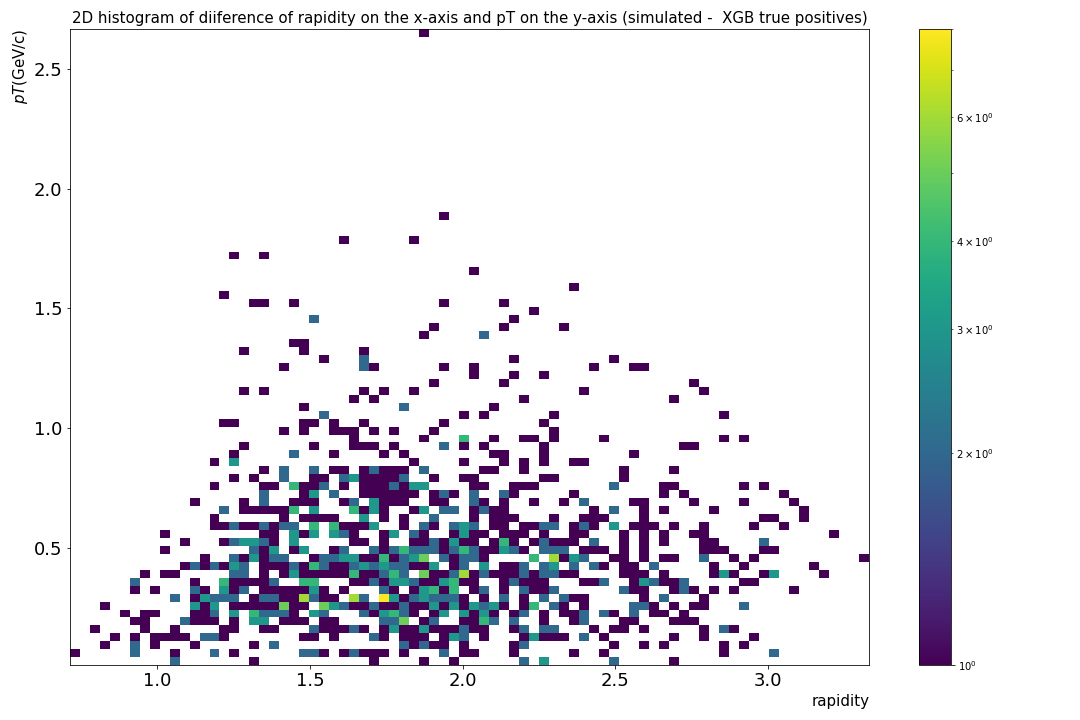 2D histogram of diiference of rapidity on the x-axis and pT on the y-axis (simulated -  XGB true positives)
pT(GeV/c)
2.5
2.0
1.5
1.0
0.5
1.0 1.5 2.0 2.5 3.0
rapidity
6 × 10⁰
4 × 10⁰
3 × 10⁰
2 × 10⁰
10⁰